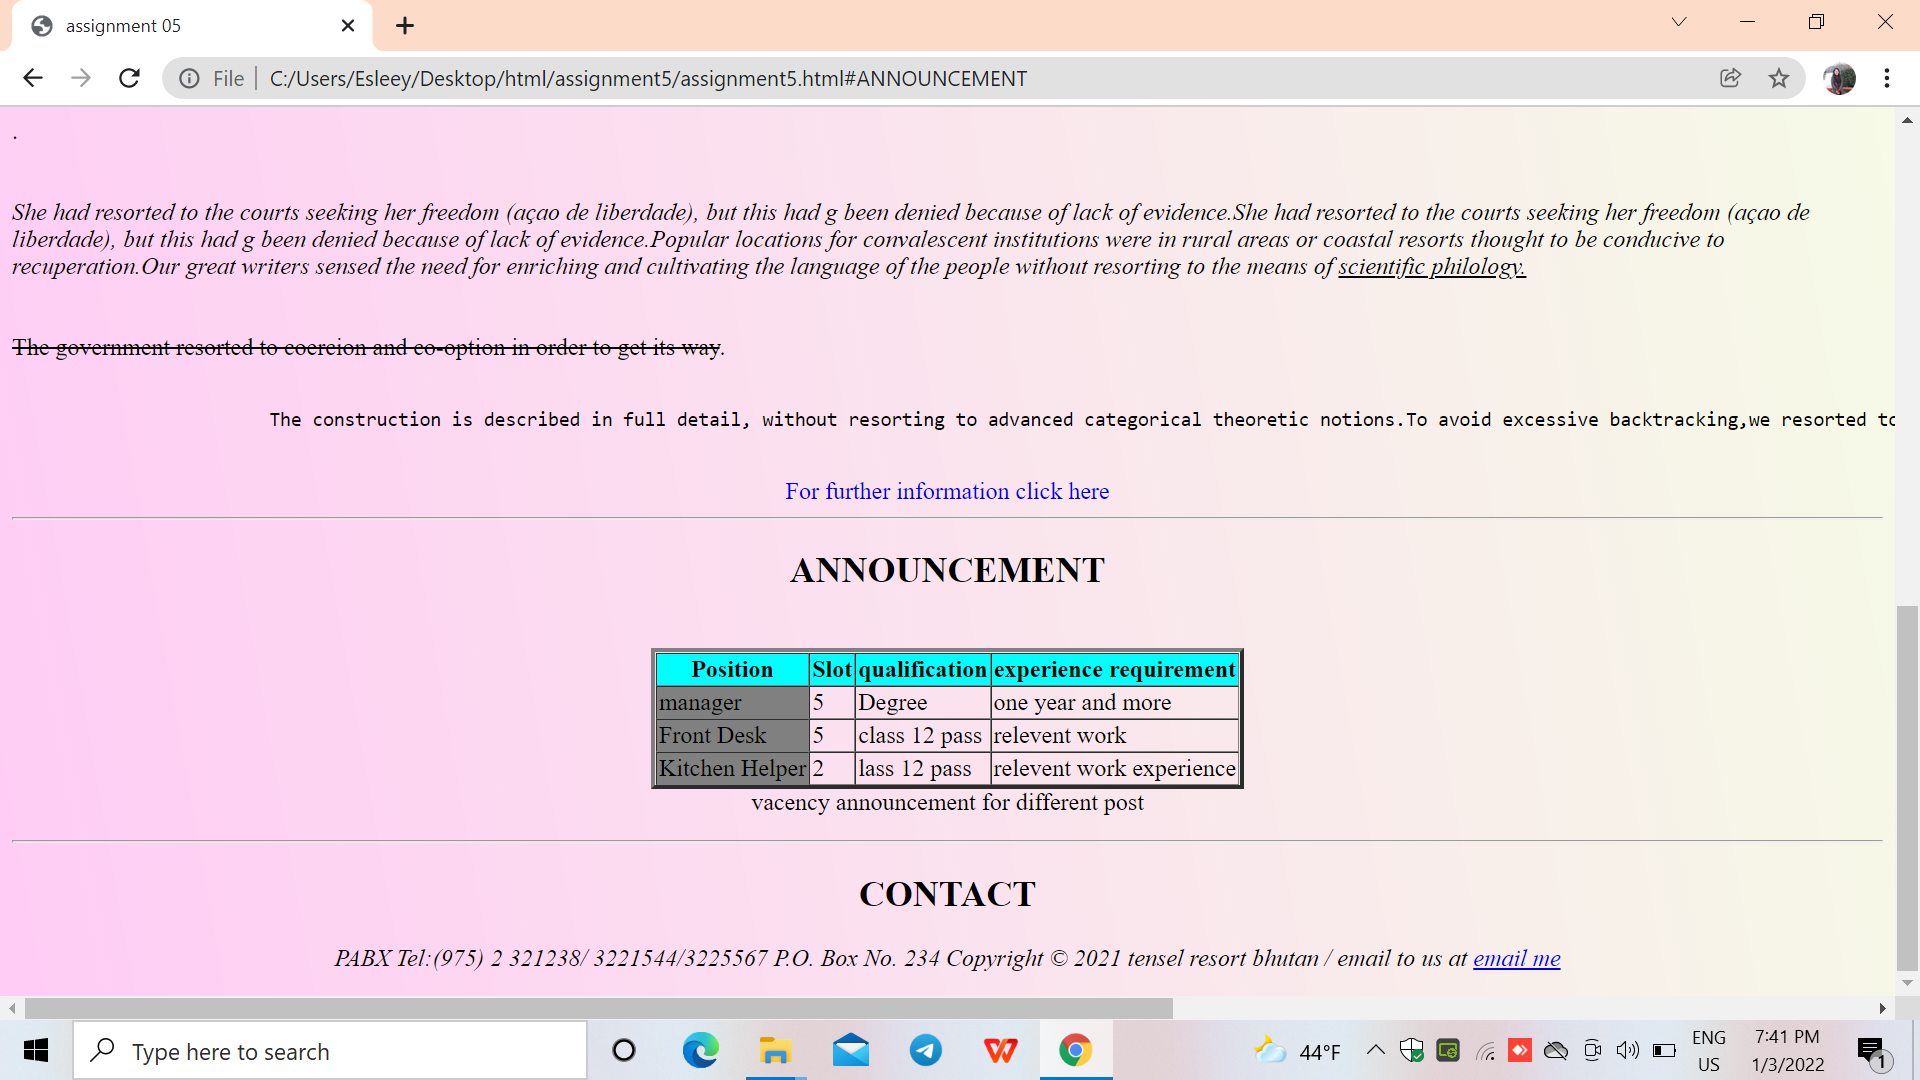 assignment 05
File
C:/Users/Esleey/Desktop/html/assignment5/assignment5.html#ANNOUNCEMENT
.
She had resorted to the courts seeking her freedom (açao de liberdade), but this had g been denied because of lack of evidence.She had resorted to the courts seeking her freedom (açao de
liberdade), but this had g been denied because of lack of evidence.Popular locations for convalescent institutions were in rural areas or coastal resorts thought to be conducive to
recuperation.Our great writers sensed the need for enriching and cultivating the language of the people without resorting to the means of scientific philology.
The government resorted to coercion and co-option in order to get its way.
The construction is described in full detail, without resorting to advanced categorical theoretic notions.To avoid excessive backtracking,we resorted to
For further information click here
ANNOUNCEMENT
Position Slot qualification experience requirement
manager 5 Degree one year and more
Front Desk 5 class 12 pass relevent work
Kitchen Helper 2 lass 12 pass relevent work experience
vacency announcement for different post
CONTACT
PABX Tel:(975) 2 321238/ 3221544/3225567 P.O. Box No. 234 Copyright © 2021 tensel resort bhutan / email to us at email me
Type here to search
44°F
ENG
US
7:41 PM
1/3/2022
1